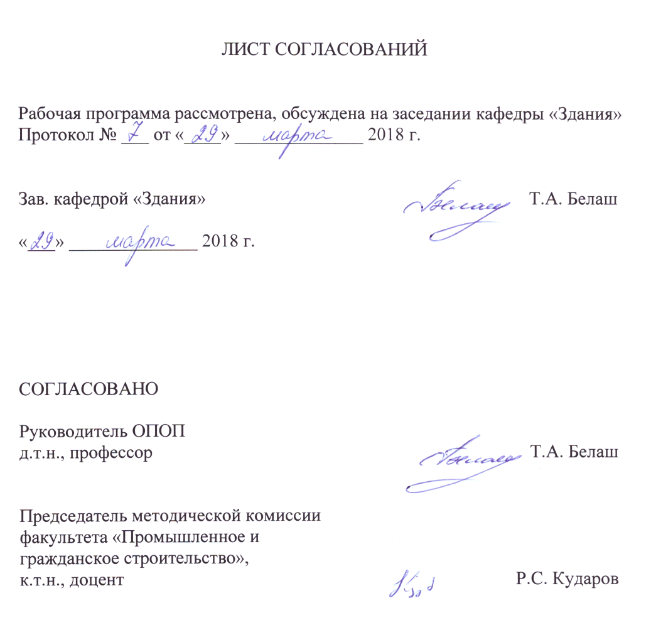 ЛИСТ СОГЛАСОВАНИЙ
Рабочая программа рассмотрена, обсуждена на заседании кафедры «Здания»
Протокол № 7 от «29» марта 2018 г.
Зав. кафедрой «Здания» Т.А. Белаш
«29» марта 2018 г.
СОГЛАСОВАНО
Руководитель ОПОП
д.т.н., профессор Т.А. Белаш
Председатель методической комиссии
факультета «Промышленное и
гражданское строительство»,
к.т.н., доцент Р.С. Кударов